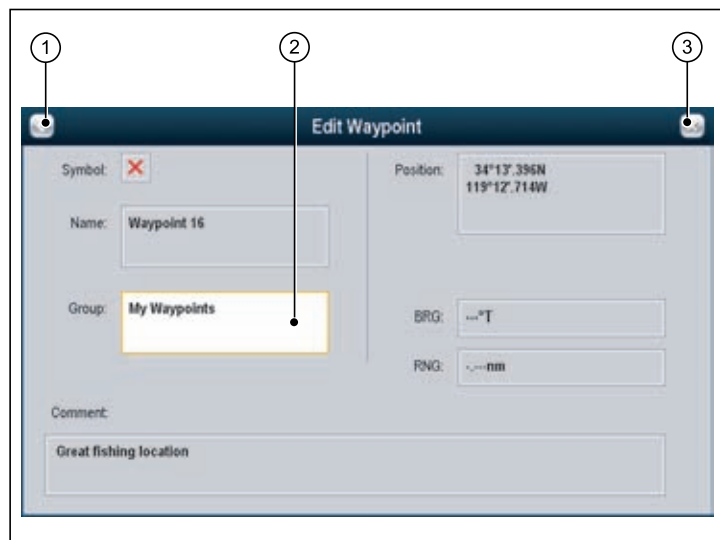 1
2
3
Edit Waypoint
Symbol:
Name: Waypoint 16
Group: My Waypoints
Comment:
Great fishing location
Position: 34°13'.396N
119°12'.714W
BRG: ---°T
RNG: -.---nm